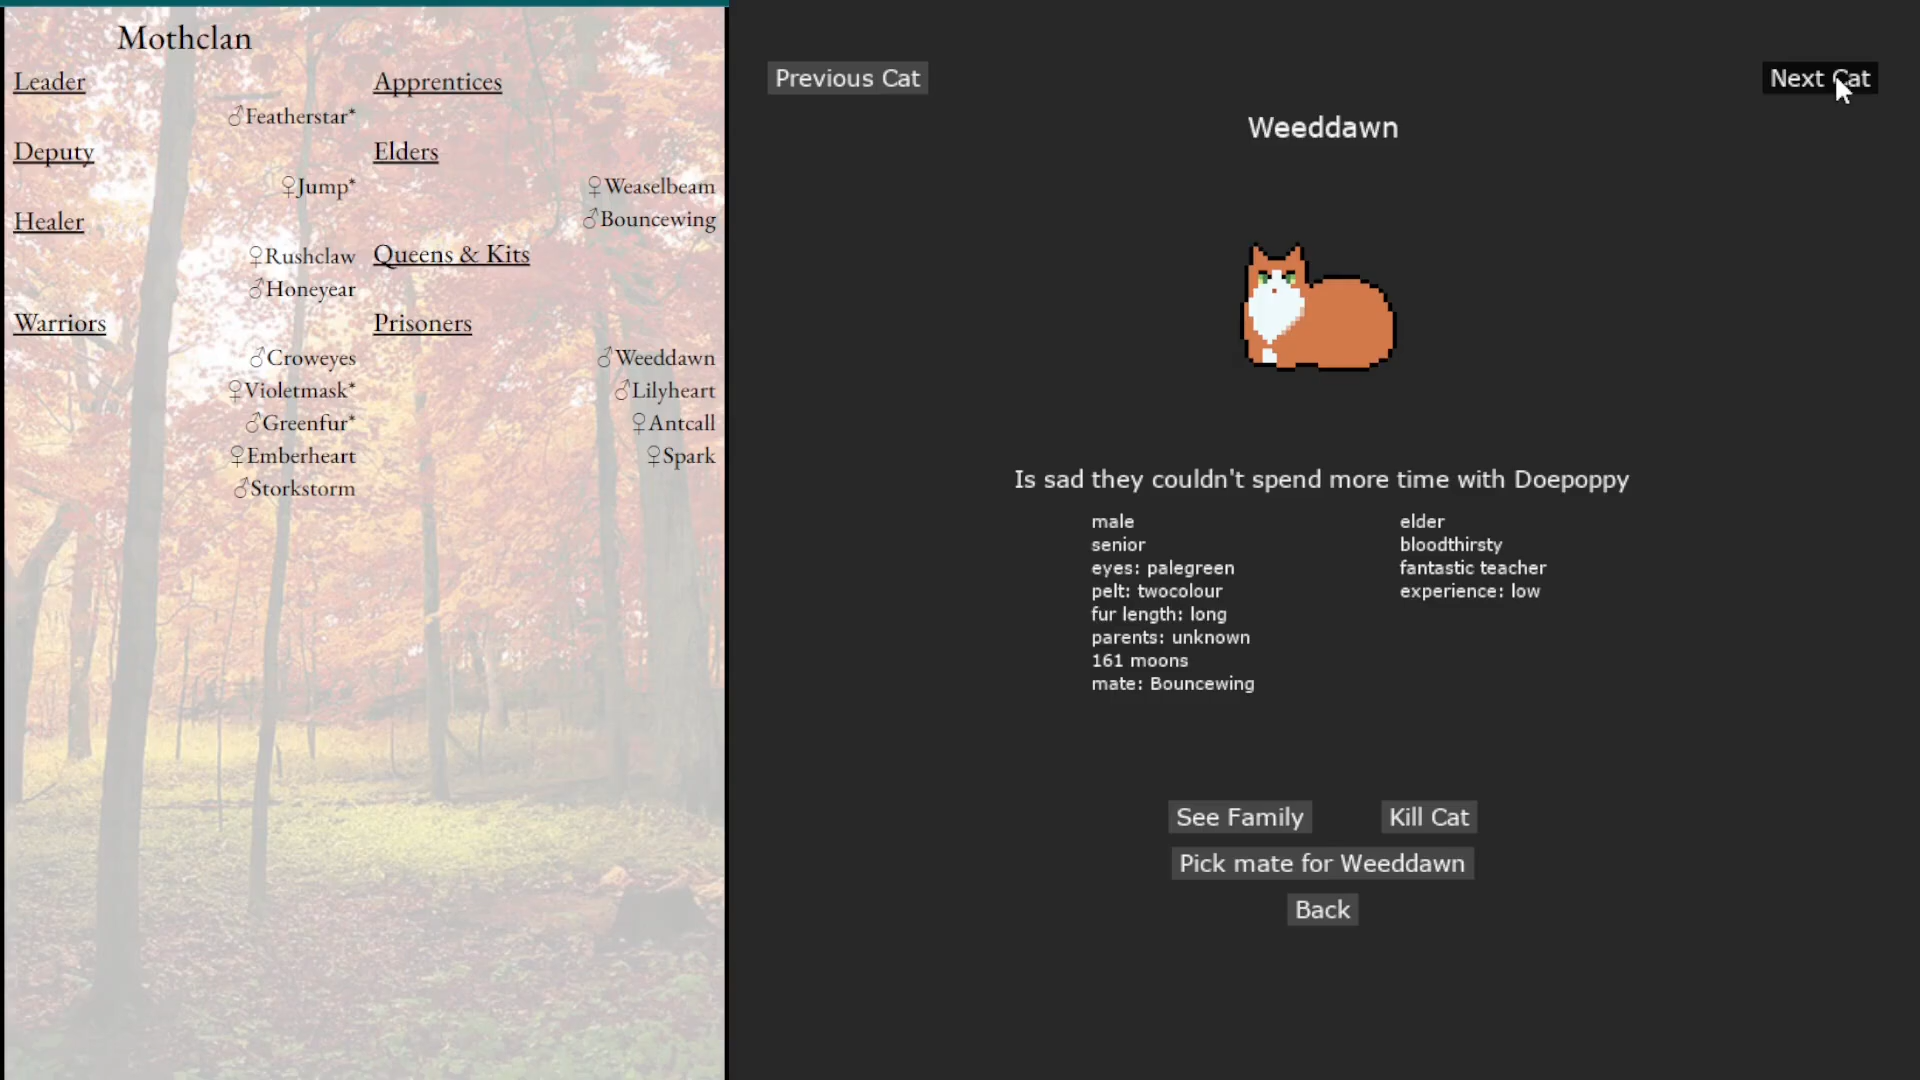 Mothclan
Leader
♂Featherstar*
Deputy
♀Jump*
Healer
♀Rushclaw
♂Honeyear
Warriors
♂Croweyes
♀Violetmask*
♂Greenfur*
♀Emberheart
♂Storkstorm
Apprentices
Elders
♀Weaselbeam
♂Bouncewing
Queens & Kits
Prisoners
♂Weeddawn
♂Lilyheart
♀Antcall
♀Spark
Previous Cat
Next Cat
Weeddawn
Is sad they couldn't spend more time with Doepoppy
male
senior
eyes: palegreen
pelt: twocolour
fur length: long
parents: unknown
161 moons
mate: Bouncewing
elder
bloodthirsty
fantastic teacher
experience: low
See Family
Kill Cat
Pick mate for Weeddawn
Back